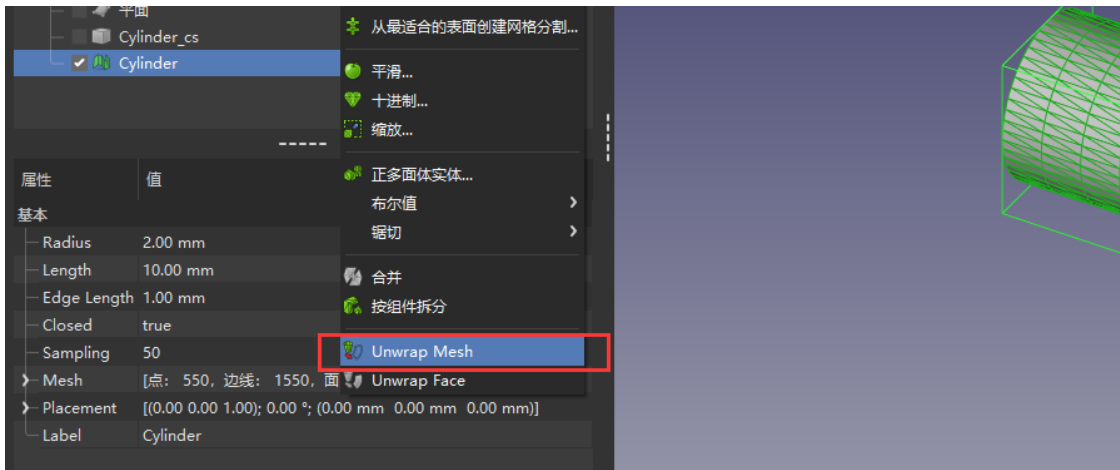 平面
Cylinder_cs
Cylinder
从最适合的表面创建网格分割...
平滑...
十进制...
缩放...
正多面体实体...
布尔值
锯切
合并
按组件拆分
Unwrap Mesh
Unwrap Face
属性 值
基本
Radius 2.00 mm
Length 10.00 mm
Edge Length 1.00 mm
Closed true
Sampling 50
Mesh [点: 550, 边线: 1550, 面
Placement [(0.00 0.00 1.00); 0.00 °; (0.00 mm 0.00 mm 0.00 mm)]
Label Cylinder